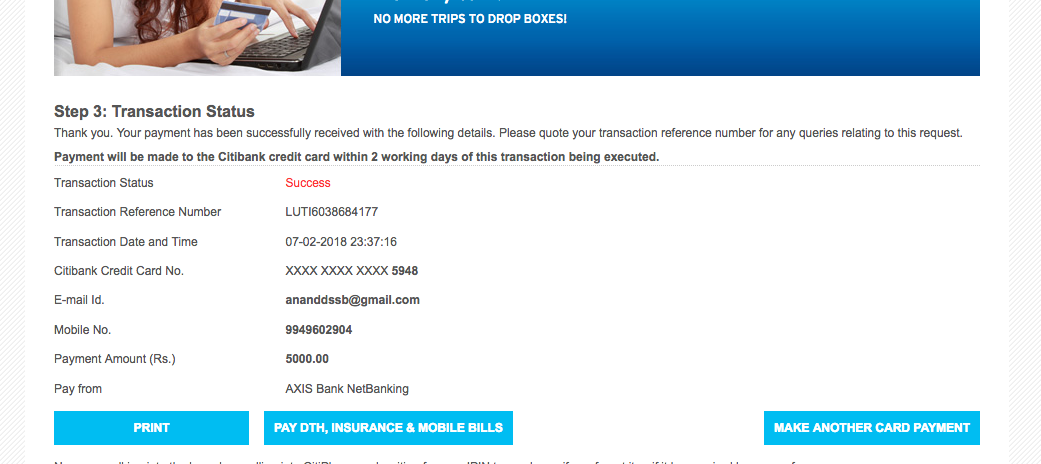 NO MORE TRIPS TO DROP BOXES!
Step 3: Transaction Status
Thank you. Your payment has been successfully received with the following details. Please quote your transaction reference number for any queries relating to this request.
Payment will be made to the Citibank credit card within 2 working days of this transaction being executed.
Transaction Status Success
Transaction Reference Number LUTI6038684177
Transaction Date and Time 07-02-2018 23:37:16
Citibank Credit Card No. XXXX XXXX XXXX 5948
E-mail Id. ananddssb@gmail.com
Mobile No. 9949602904
Payment Amount (Rs.) 5000.00
Pay from AXIS Bank NetBanking
PRINT PAY DTH, INSURANCE & MOBILE BILLS MAKE ANOTHER CARD PAYMENT